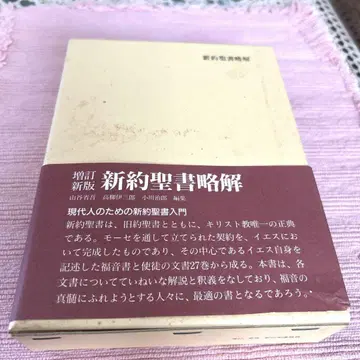 新約聖書略解
増訂
新版
新約聖書略解
山谷省吾 高柳伊三郎 小川治郎 編集
現代人のための新約聖書入門
新約聖書は、旧約聖書とともに、キリスト教唯一の正典
である。モーセを通して立てられた契約を、イエスにお
いて完成したものであり、その中心であるイエス自身を
記述した福音書と使徒の文書27巻から成る。本書は、各
文書についてていねいな解説と釈義をなしており、福音の
真髄にふれようとする人々に、最適の書となるであろう。